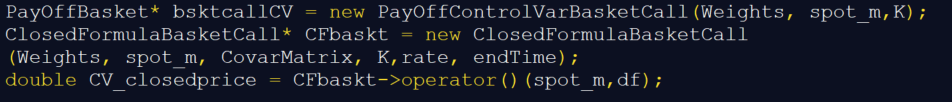 PayOffBasket* bsktcallCV = new PayOffControlVarBasketCall(Weights, spot_m,K);
ClosedFormulaBasketCall* CFbaskt = new ClosedFormulaBasketCall
(Weights, spot_m, CovarMatrix, K,rate, endTime);
double CV_closedprice = CFbaskt->operator()(spot_m,df);